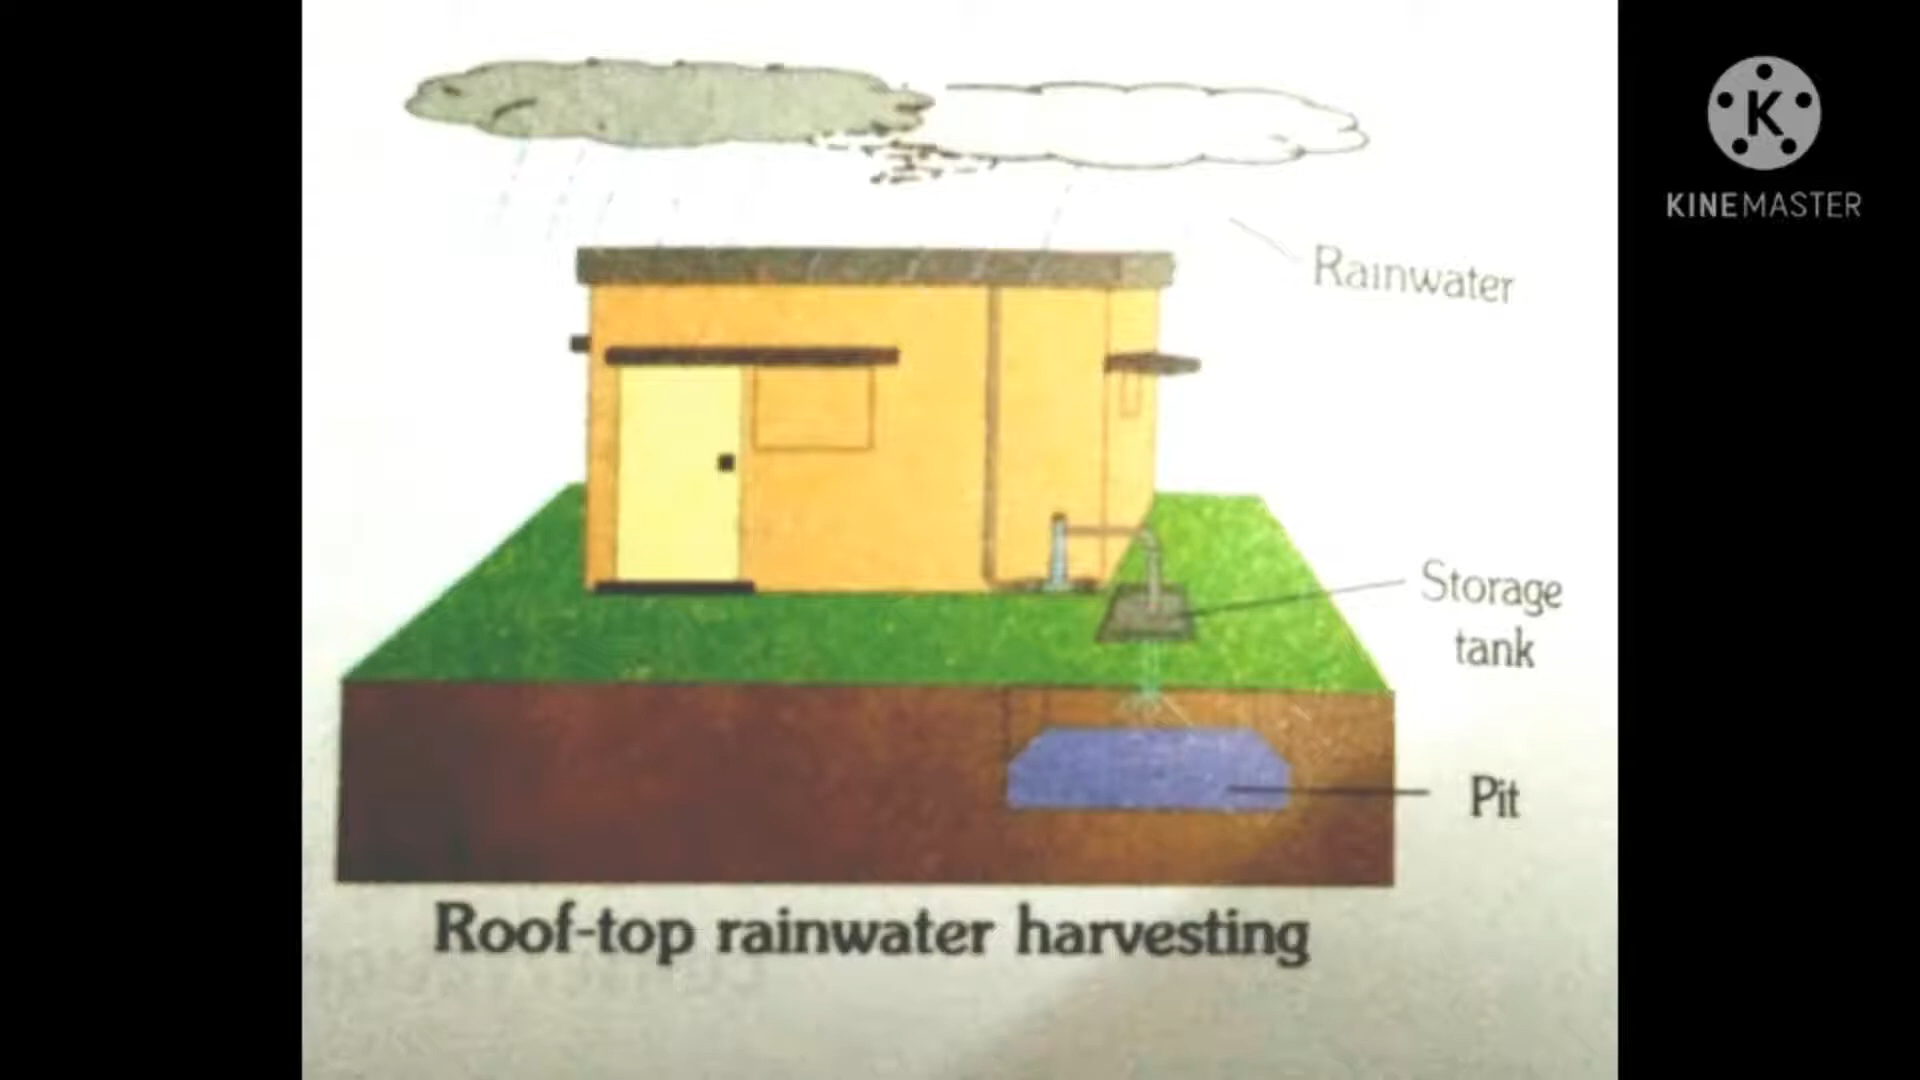 K
KINEMASTER
Rainwater
Storage
tank
Pit
Roof-top rainwater harvesting